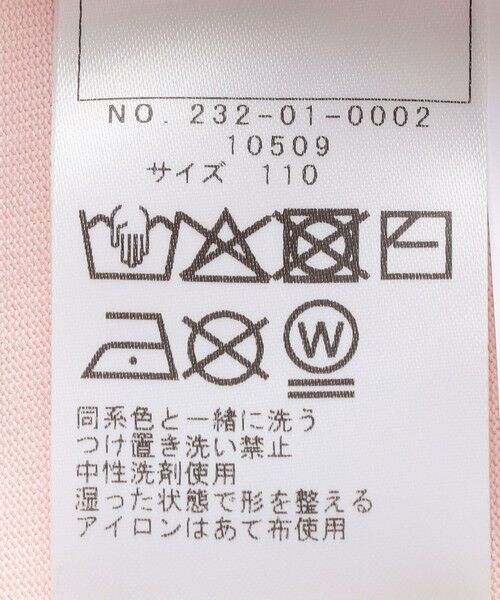 NO. 232-01-0002
10509
サイズ 110
W
同系色と一緒に洗う
つけ置き洗い禁止
中性洗剤使用
湿った状態で形を整える
アイロンはあて布使用